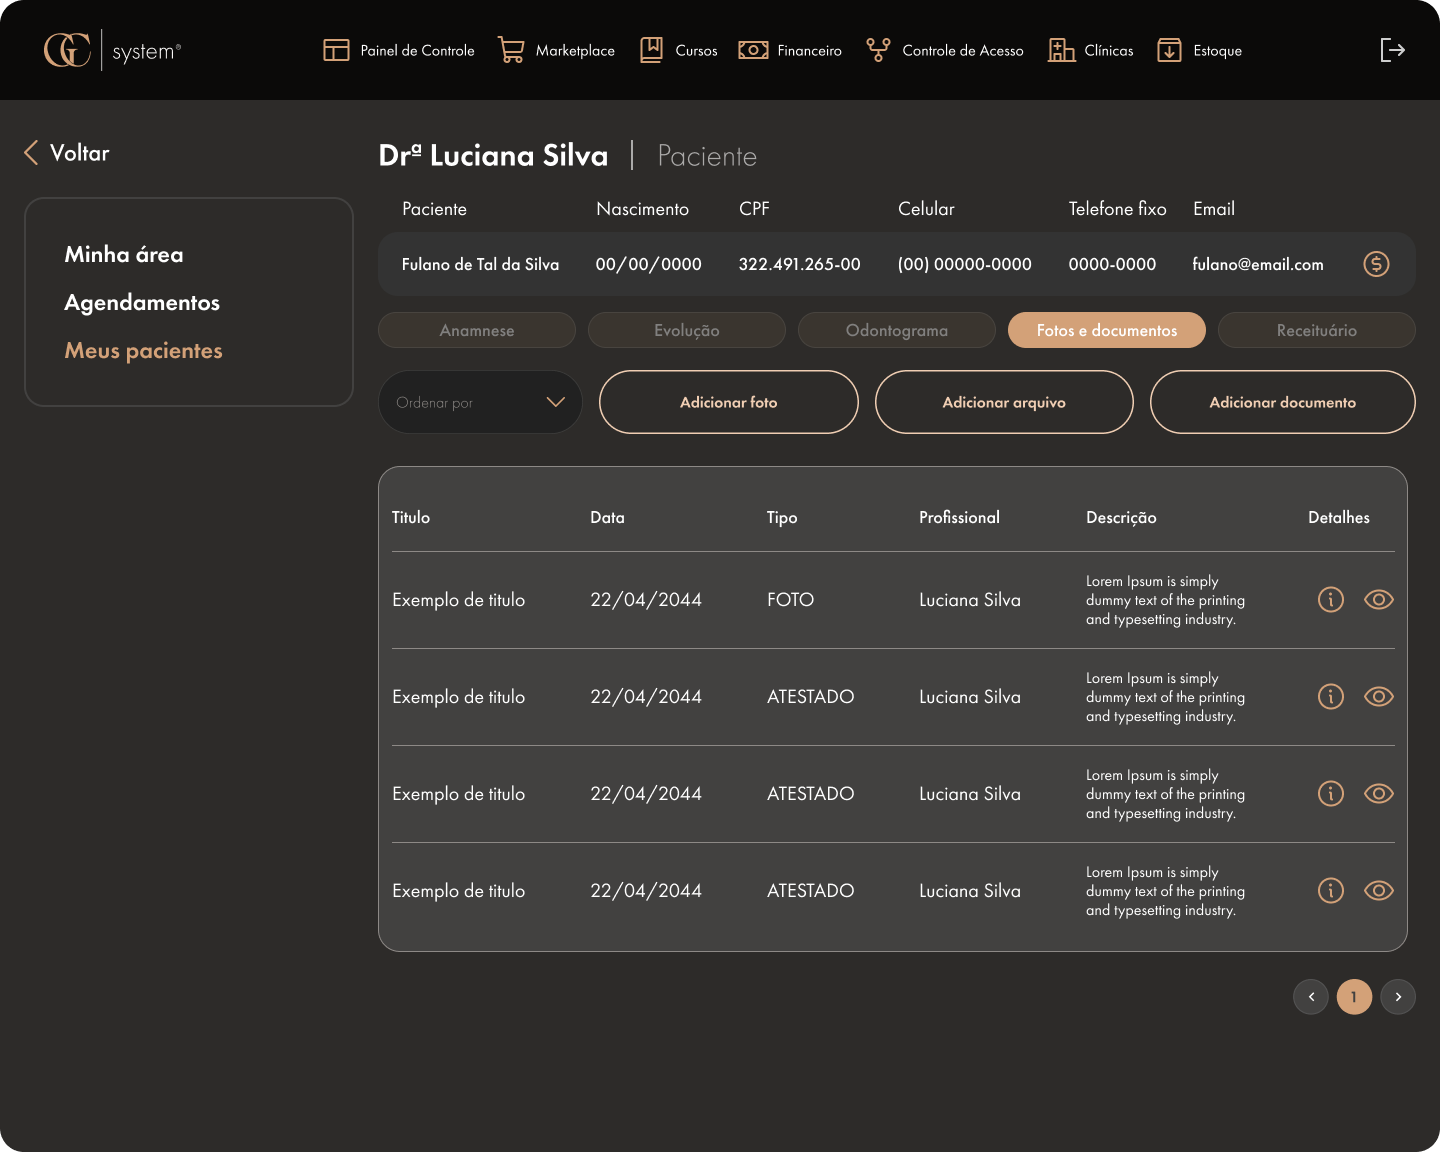 GC system®
Painel de Controle
Marketplace
Cursos
Financeiro
Controle de Acesso
Clínicas
Estoque
Voltar
Drª Luciana Silva | Paciente
Minha área
Agendamentos
Meus pacientes
Paciente Nascimento CPF Celular Telefone fixo Email
Fulano de Tal da Silva 00/00/0000 322.491.265-00 (00) 00000-0000 0000-0000 fulano@email.com
Anamnese Evolução Odontograma Fotos e documentos Receituário
Ordenar por Adicionar foto Adicionar arquivo Adicionar documento
Titulo Data Tipo Profissional Descrição Detalhes
Exemplo de titulo 22/04/2044 FOTO Luciana Silva
Lorem Ipsum is simply
dummy text of the printing
and typesetting industry.
Exemplo de titulo 22/04/2044 ATESTADO Luciana Silva
Lorem Ipsum is simply
dummy text of the printing
and typesetting industry.
Exemplo de titulo 22/04/2044 ATESTADO Luciana Silva
Lorem Ipsum is simply
dummy text of the printing
and typesetting industry.
Exemplo de titulo 22/04/2044 ATESTADO Luciana Silva
Lorem Ipsum is simply
dummy text of the printing
and typesetting industry.
1